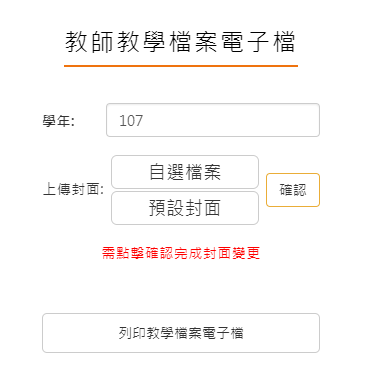 教師教學檔案電子檔
學年: 107
上傳封面: 自選檔案
預設封面
確認
需點擊確認完成封面變更
列印教學檔案電子檔